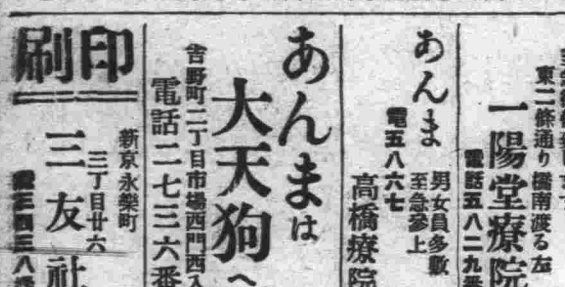 東二條通り橋南渡る左
一陽堂療院
電話五八二九番
あんま
男女員多數
至急參上
電五八六七
高橋療院
あんまは
大天狗へ
吉野町二丁目市場西門西入
電話二七三六番
印刷
新京永樂町
三丁目廿六
三友社